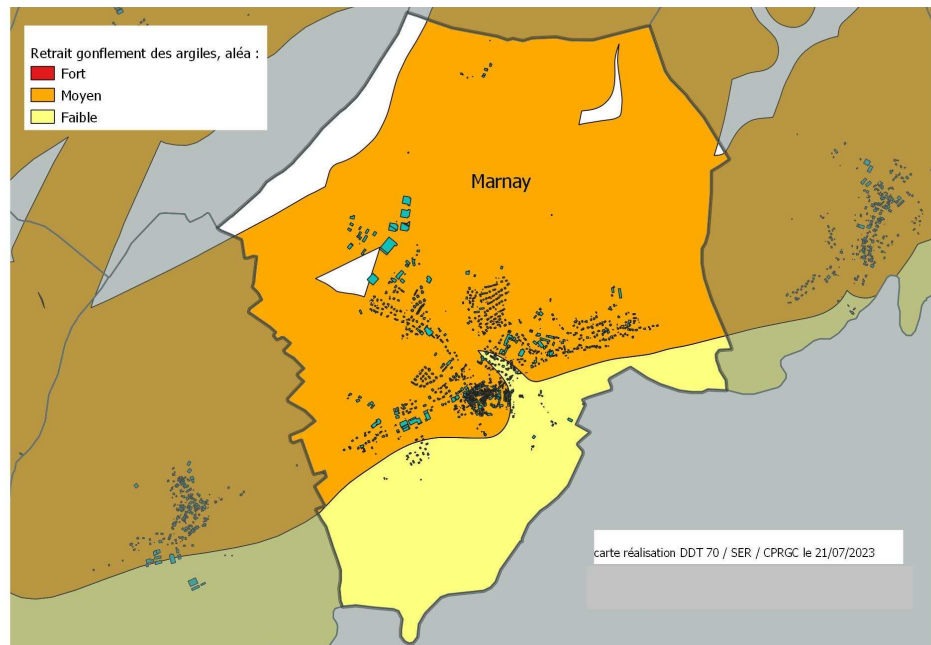 Retrait gonflement des argiles, aléa :
Fort
Moyen
Faible
Marnay
carte réalisation DDT 70 / SER / CPRGC le 21/07/2023